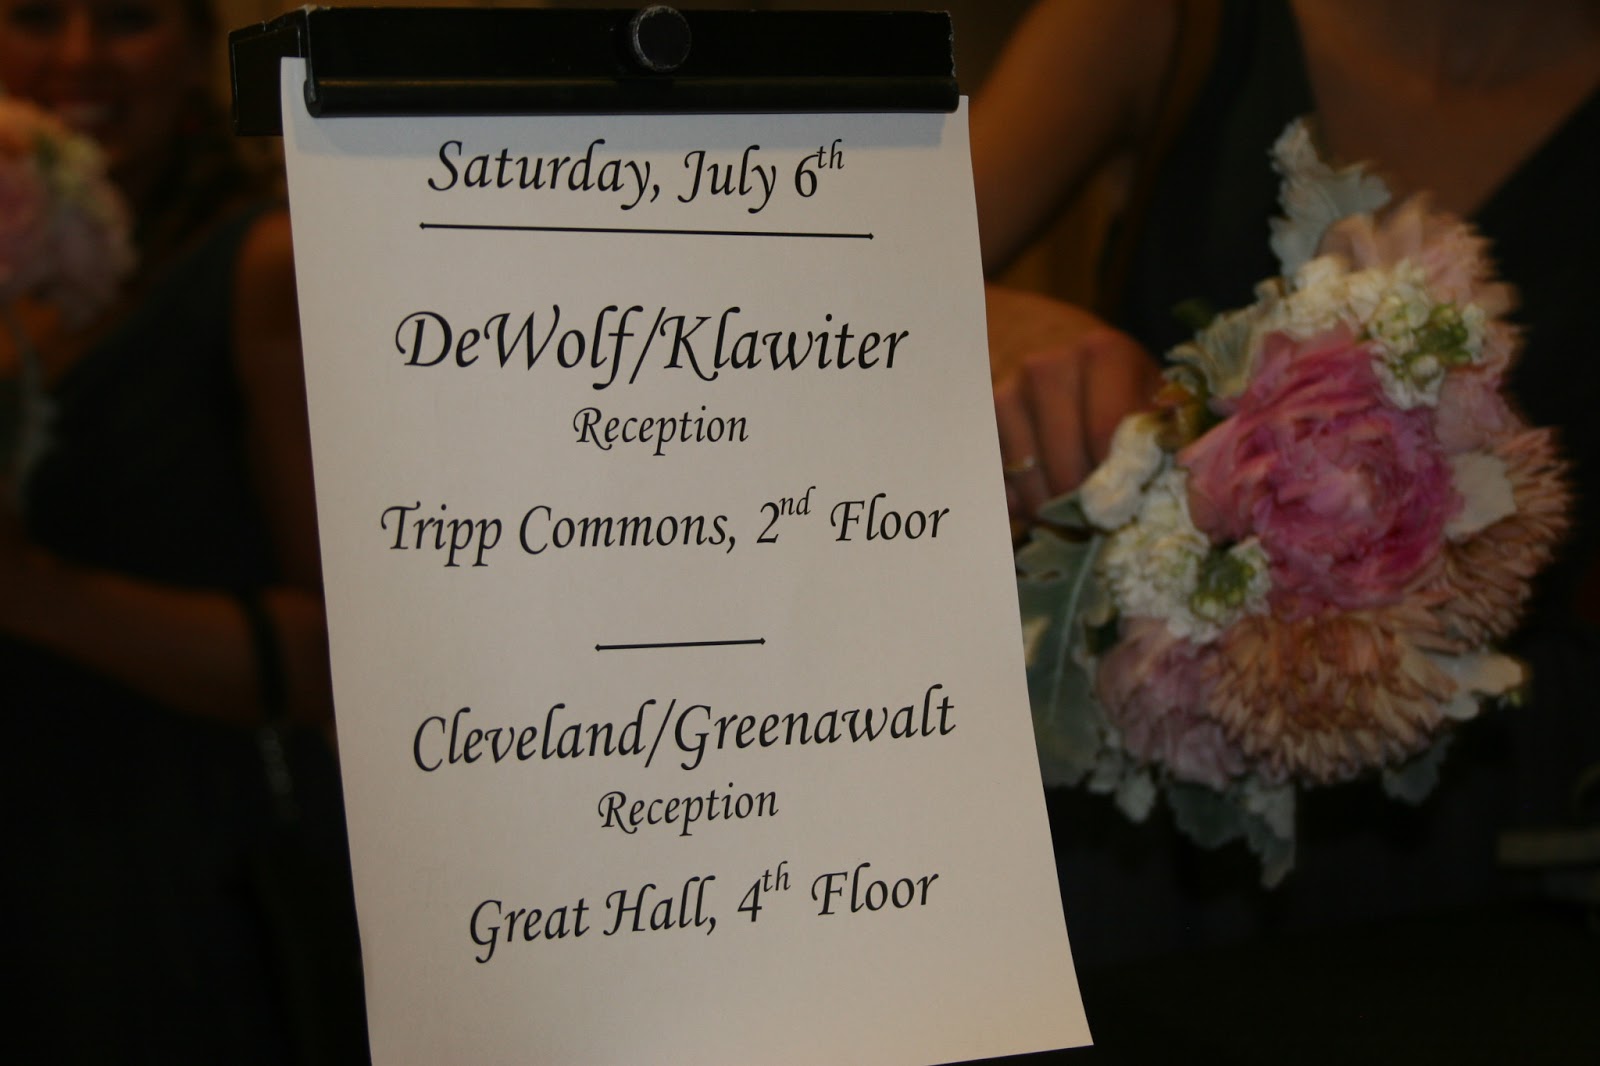 Saturday, July 6th
DeWolf/Klawiter
Reception
Tripp Commons, 2nd Floor
Cleveland/Greenawalt
Reception
Great Hall, 4th Floor